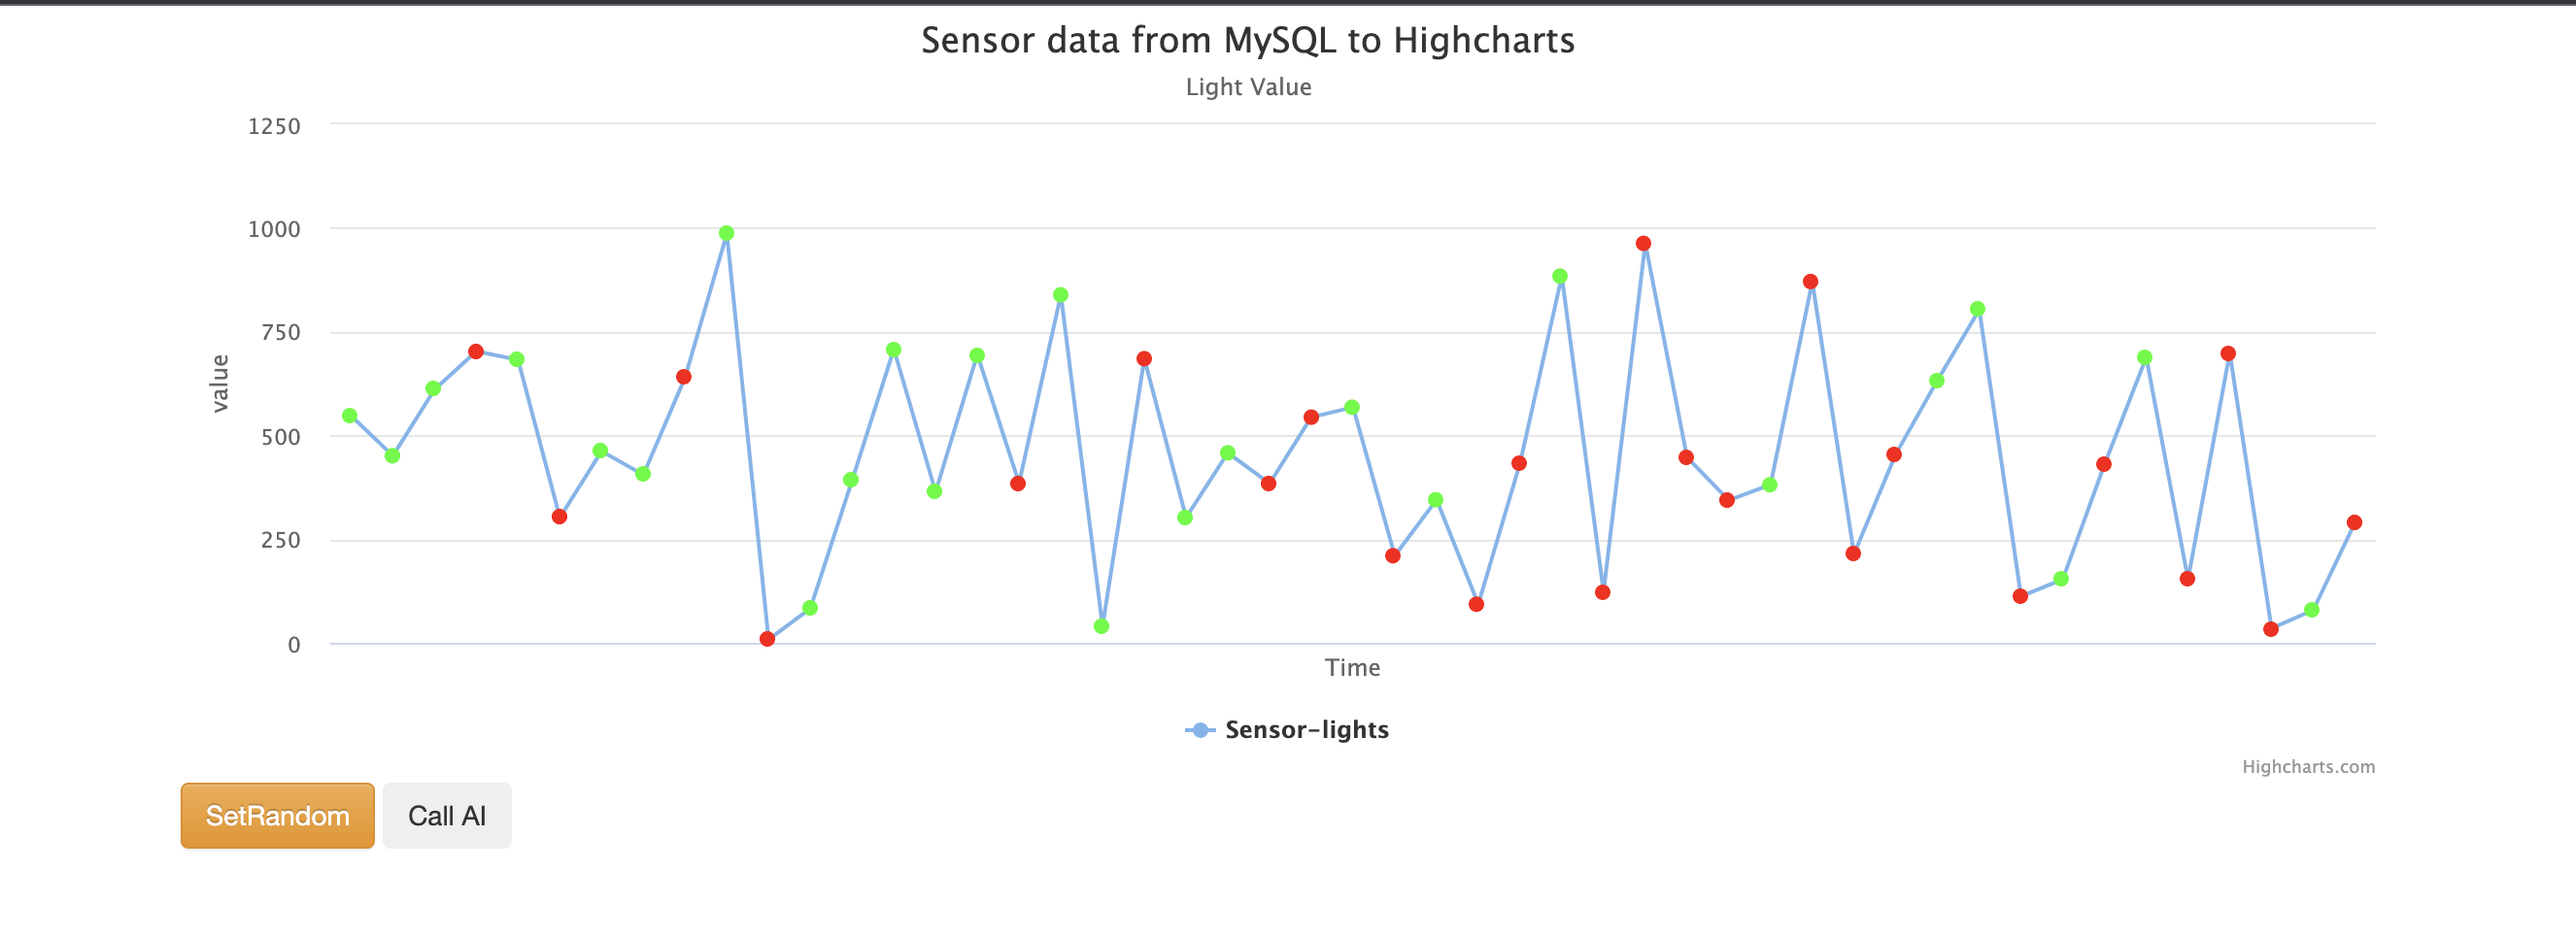 Sensor data from MySQL to Highcharts
Light Value
1250
1000
750
500
250
0
value
Time
Sensor-lights
Highcharts.com
SetRandom
Call AI